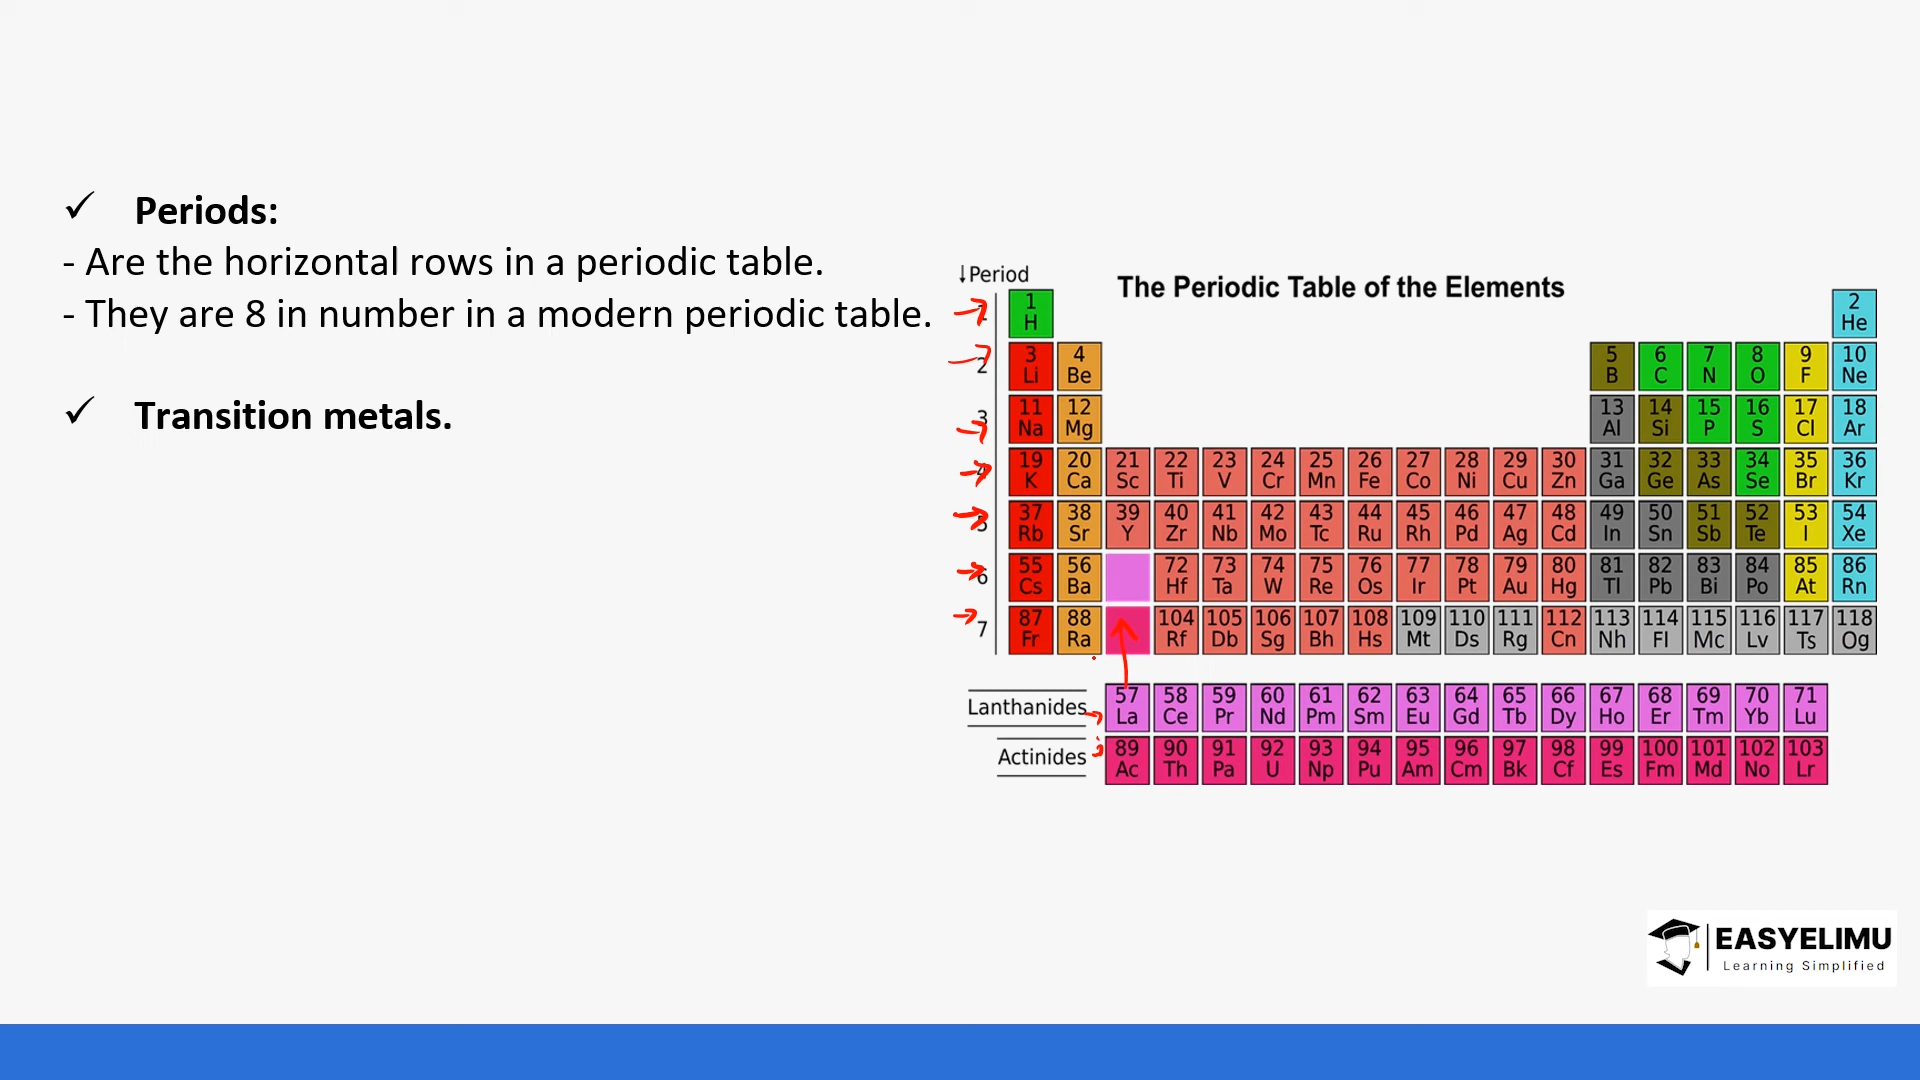 ✓ Periods:
- Are the horizontal rows in a periodic table.
- They are 8 in number in a modern periodic table.
✓ Transition metals.
↓Period
The Periodic Table of the Elements
1 2
H He
2 3 4 5 6 7 8 9 10
Li Be B C N O F Ne
3 11 12 13 14 15 16 17 18
Na Mg Al Si P S Cl Ar
4 19 20 21 22 23 24 25 26 27 28 29 30 31 32 33 34 35 36
K Ca Sc Ti V Cr Mn Fe Co Ni Cu Zn Ga Ge As Se Br Kr
5 37 38 39 40 41 42 43 44 45 46 47 48 49 50 51 52 53 54
Rb Sr Y Zr Nb Mo Tc Ru Rh Pd Ag Cd In Sn Sb Te I Xe
6 55 56 72 73 74 75 76 77 78 79 80 81 82 83 84 85 86
Cs Ba Hf Ta W Re Os Ir Pt Au Hg Tl Pb Bi Po At Rn
7 87 88 104 105 106 107 108 109 110 111 112 113 114 115 116 117 118
Fr Ra Rf Db Sg Bh Hs Mt Ds Rg Cn Nh Fl Mc Lv Ts Og
Lanthanides 57 58 59 60 61 62 63 64 65 66 67 68 69 70 71
La Ce Pr Nd Pm Sm Eu Gd Tb Dy Ho Er Tm Yb Lu
Actinides 89 90 91 92 93 94 95 96 97 98 99 100 101 102 103
Ac Th Pa U Np Pu Am Cm Bk Cf Es Fm Md No Lr
EASYELIMU
Learning Simplified